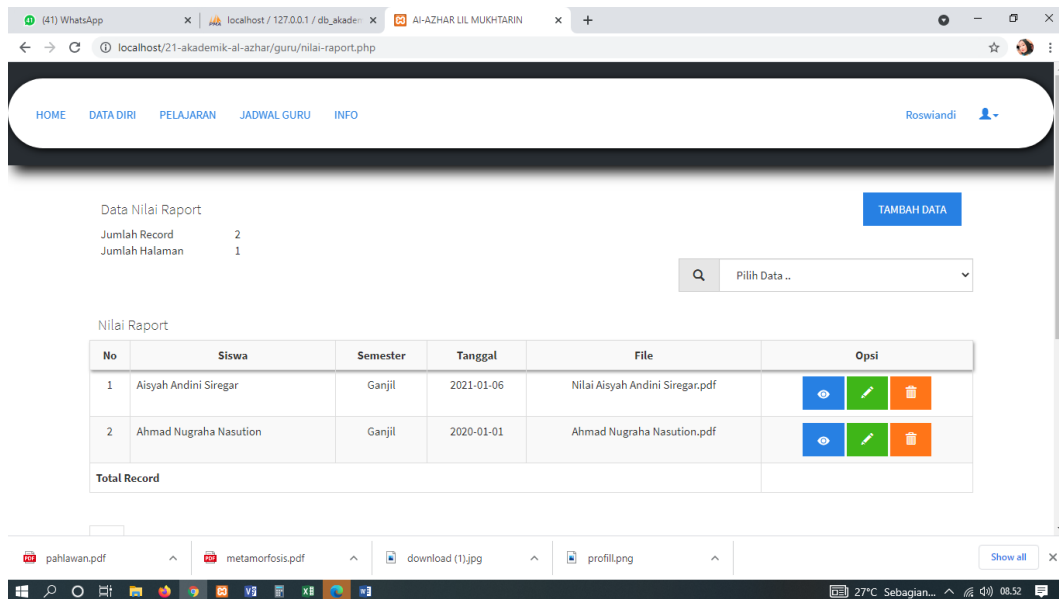 (41) WhatsApp
localhost / 127.0.0.1 / db_akadem
Al-AZHAR LIL MUKHTARIN
localhost/21-akademik-al-azhar/guru/nilai-raport.php
HOME DATA DIRI PELAJARAN JADWAL GURU INFO Roswiandi
Data Nilai Raport TAMBAH DATA
Jumlah Record 2
Jumlah Halaman 1
Pilih Data ..
Nilai Raport
No Siswa Semester Tanggal File Opsi
1 Aisyah Andini Siregar Ganjil 2021-01-06 Nilai Aisyah Andini Siregar.pdf
2 Ahmad Nugraha Nasution Ganjil 2020-01-01 Ahmad Nugraha Nasution.pdf
Total Record
pahlawan.pdf metamorfosis.pdf download (1).jpg profill.png Show all
27°C Sebagian... 08.52